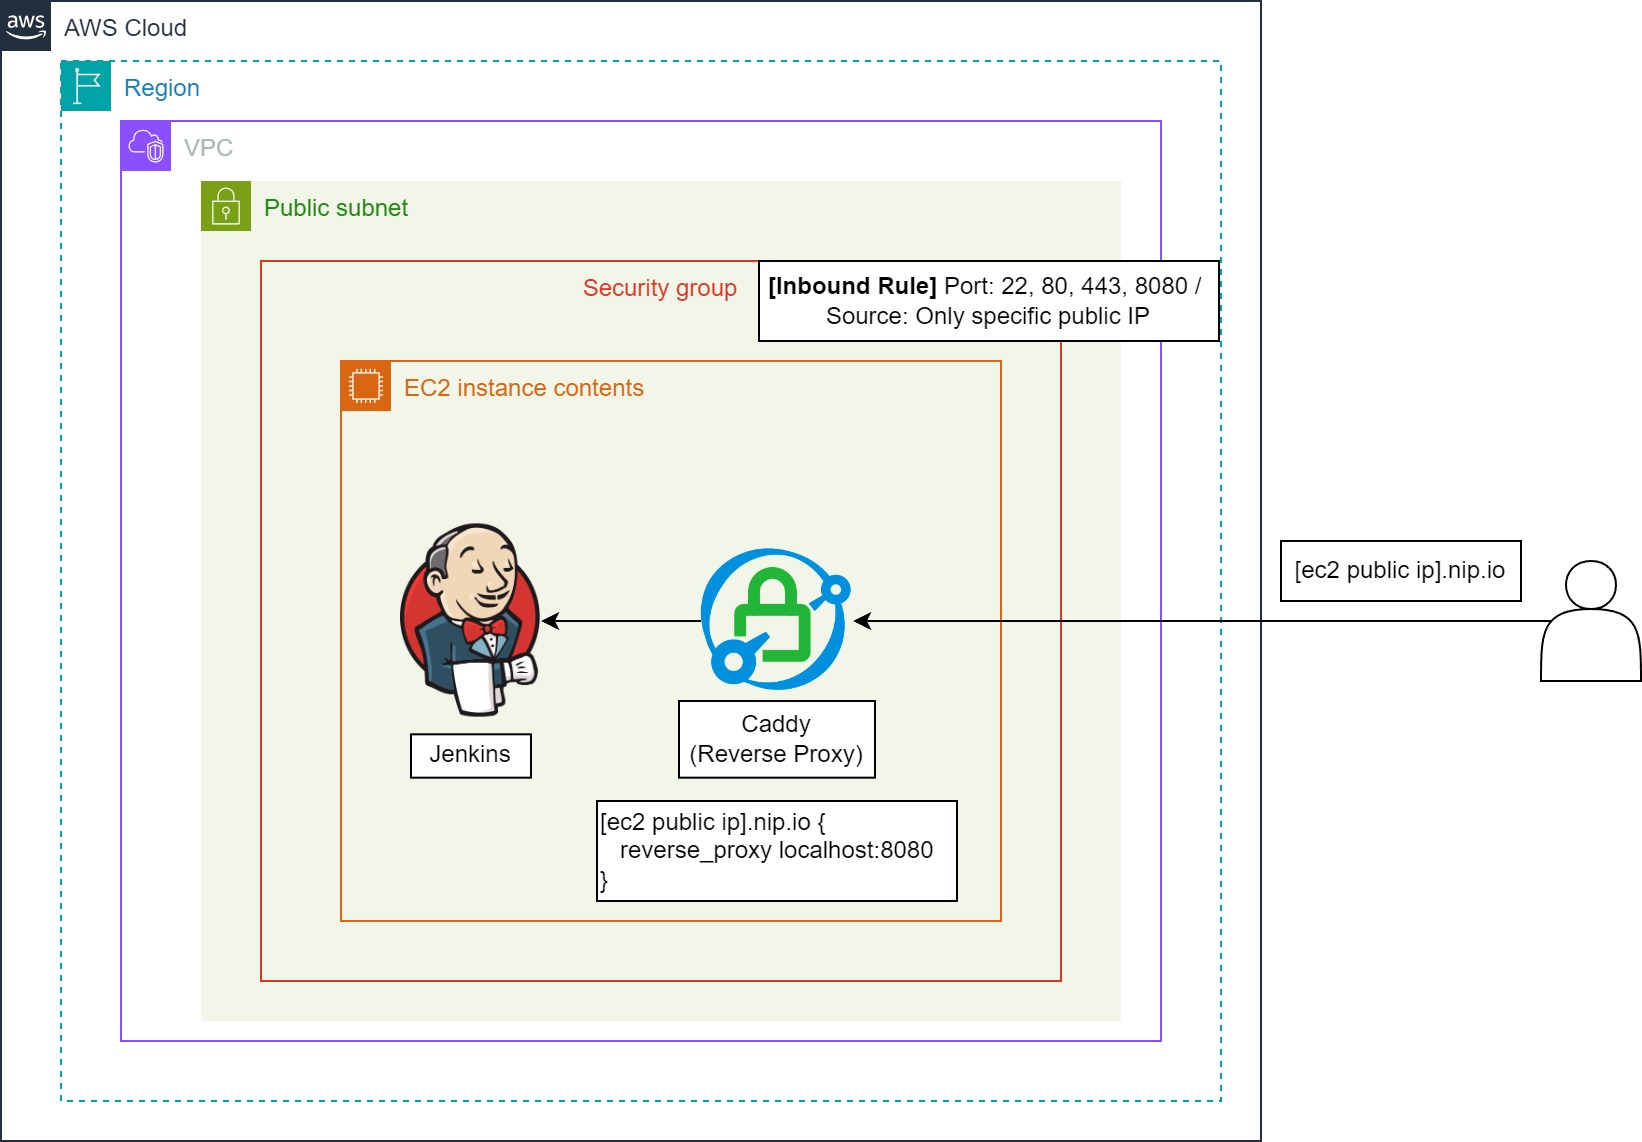 aws
AWS Cloud
Region
VPC
Public subnet
Security group
[Inbound Rule] Port: 22, 80, 443, 8080 /
Source: Only specific public IP
EC2 instance contents
[ec2 public ip].nip.io
Jenkins
Caddy
(Reverse Proxy)
[ec2 public ip].nip.io {
reverse_proxy localhost:8080
}